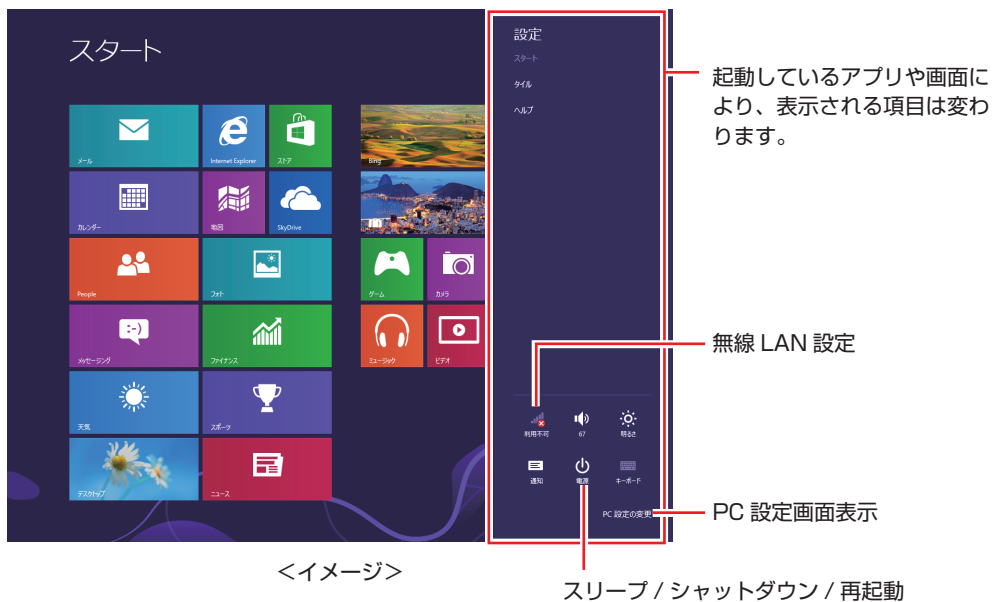 スタート
メール
Internet Explorer
ストア
Bing
カレンダー
地図
SkyDrive
People
フォト
ゲーム
カメラ
メッセージング
ファイナンス
ミュージック
ビデオ
天気
スポーツ
デスクトップ
ニュース
設定
スタート
タイル
ヘルプ
利用不可
67
明るさ
通知
電源
キーボード
PC 設定の変更
起動しているアプリや画面に
より、表示される項目は変わ
ります。
無線 LAN 設定
PC 設定画面表示
スリープ / シャットダウン / 再起動
＜イメージ＞